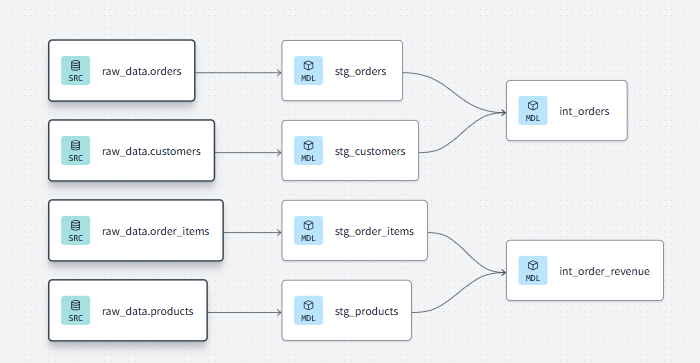 SRC
raw_data.orders
MDL
stg_orders
SRC
raw_data.customers
MDL
stg_customers
MDL
int_orders
SRC
raw_data.order_items
MDL
stg_order_items
SRC
raw_data.products
MDL
stg_products
MDL
int_order_revenue